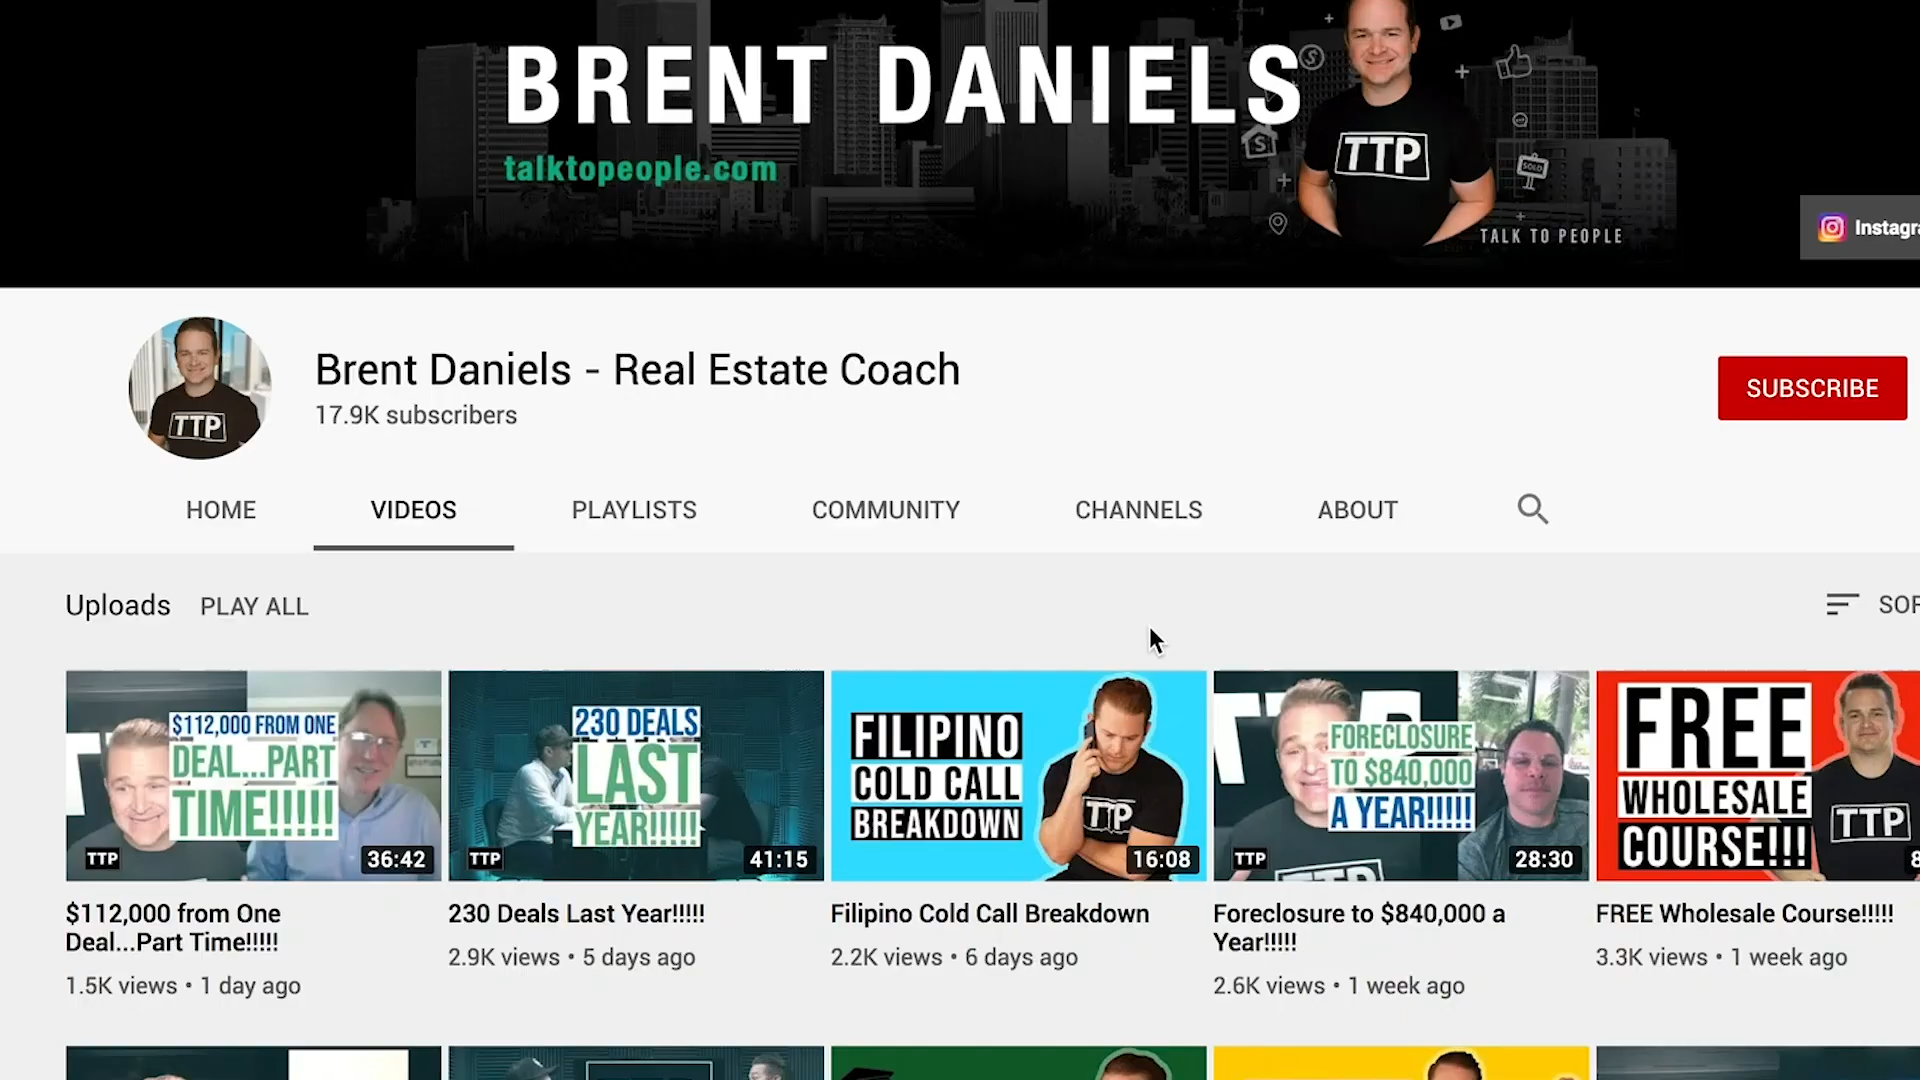 BRENT DANIELS
talktopeople.com
TTP
TALK TO PEOPLE
Instagr
TTP
Brent Daniels - Real Estate Coach
17.9K subscribers
SUBSCRIBE
HOME
VIDEOS
PLAYLISTS
COMMUNITY
CHANNELS
ABOUT
Uploads
PLAY ALL
SOR
$112,000 FROM ONE
DEAL...PART
TIME!!!!!
TTP
36:42
230 DEALS
LAST
YEAR!!!!!
TTP
41:15
FILIPINO
COLD CALL
BREAKDOWN
TTP
16:08
FORECLOSURE
TO $840,000
A YEAR!!!!!
TTP
28:30
FREE
WHOLESALE
COURSE!!!
TTP
8
$112,000 from One
Deal...Part Time!!!!!
1.5K views • 1 day ago
230 Deals Last Year!!!!!
2.9K views • 5 days ago
Filipino Cold Call Breakdown
2.2K views • 6 days ago
Foreclosure to $840,000 a
Year!!!!!
2.6K views • 1 week ago
FREE Wholesale Course!!!!!
3.3K views • 1 week ago